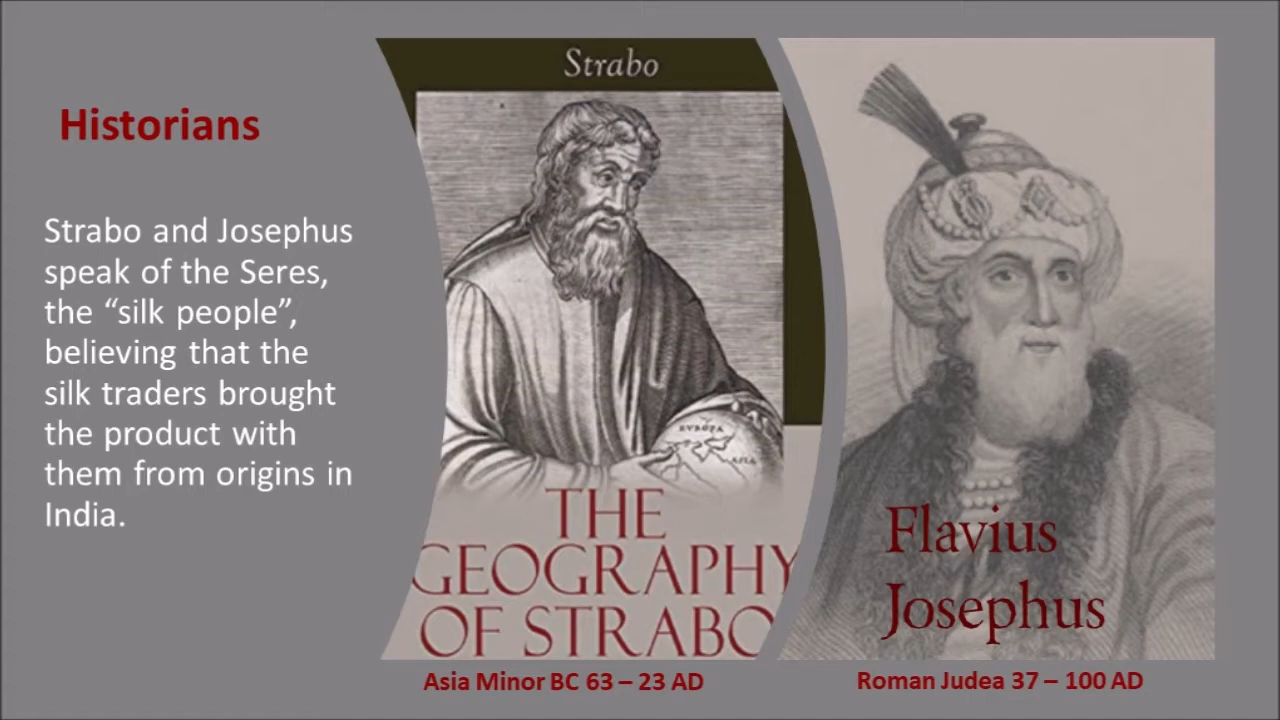 Historians
Strabo and Josephus
speak of the Seres,
the “silk people”,
believing that the
silk traders brought
the product with
them from origins in
India.
Strabo
EVROPA
ASIA
THE
GEOGRAPHY
OF STRABO
Asia Minor BC 63 – 23 AD
Flavius
Josephus
Roman Judea 37 – 100 AD